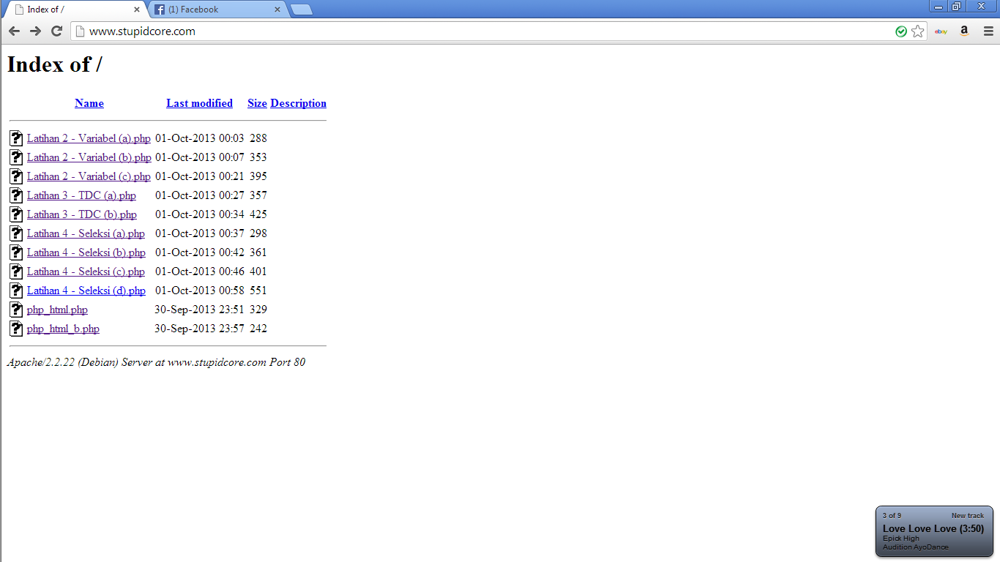 Index of /
(1) Facebook
www.stupidcore.com
ebay
a
Index of /
Name Last modified Size Description
Latihan 2 - Variabel (a).php 01-Oct-2013 00:03 288
Latihan 2 - Variabel (b).php 01-Oct-2013 00:07 353
Latihan 2 - Variabel (c).php 01-Oct-2013 00:21 395
Latihan 3 - TDC (a).php 01-Oct-2013 00:27 357
Latihan 3 - TDC (b).php 01-Oct-2013 00:34 425
Latihan 4 - Seleksi (a).php 01-Oct-2013 00:37 298
Latihan 4 - Seleksi (b).php 01-Oct-2013 00:42 361
Latihan 4 - Seleksi (c).php 01-Oct-2013 00:46 401
Latihan 4 - Seleksi (d).php 01-Oct-2013 00:58 551
php_html.php 30-Sep-2013 23:51 329
php_html_b.php 30-Sep-2013 23:57 242
Apache/2.2.22 (Debian) Server at www.stupidcore.com Port 80
3 of 9 New track
Love Love Love (3:50)
Epick High
Audition AyoDance